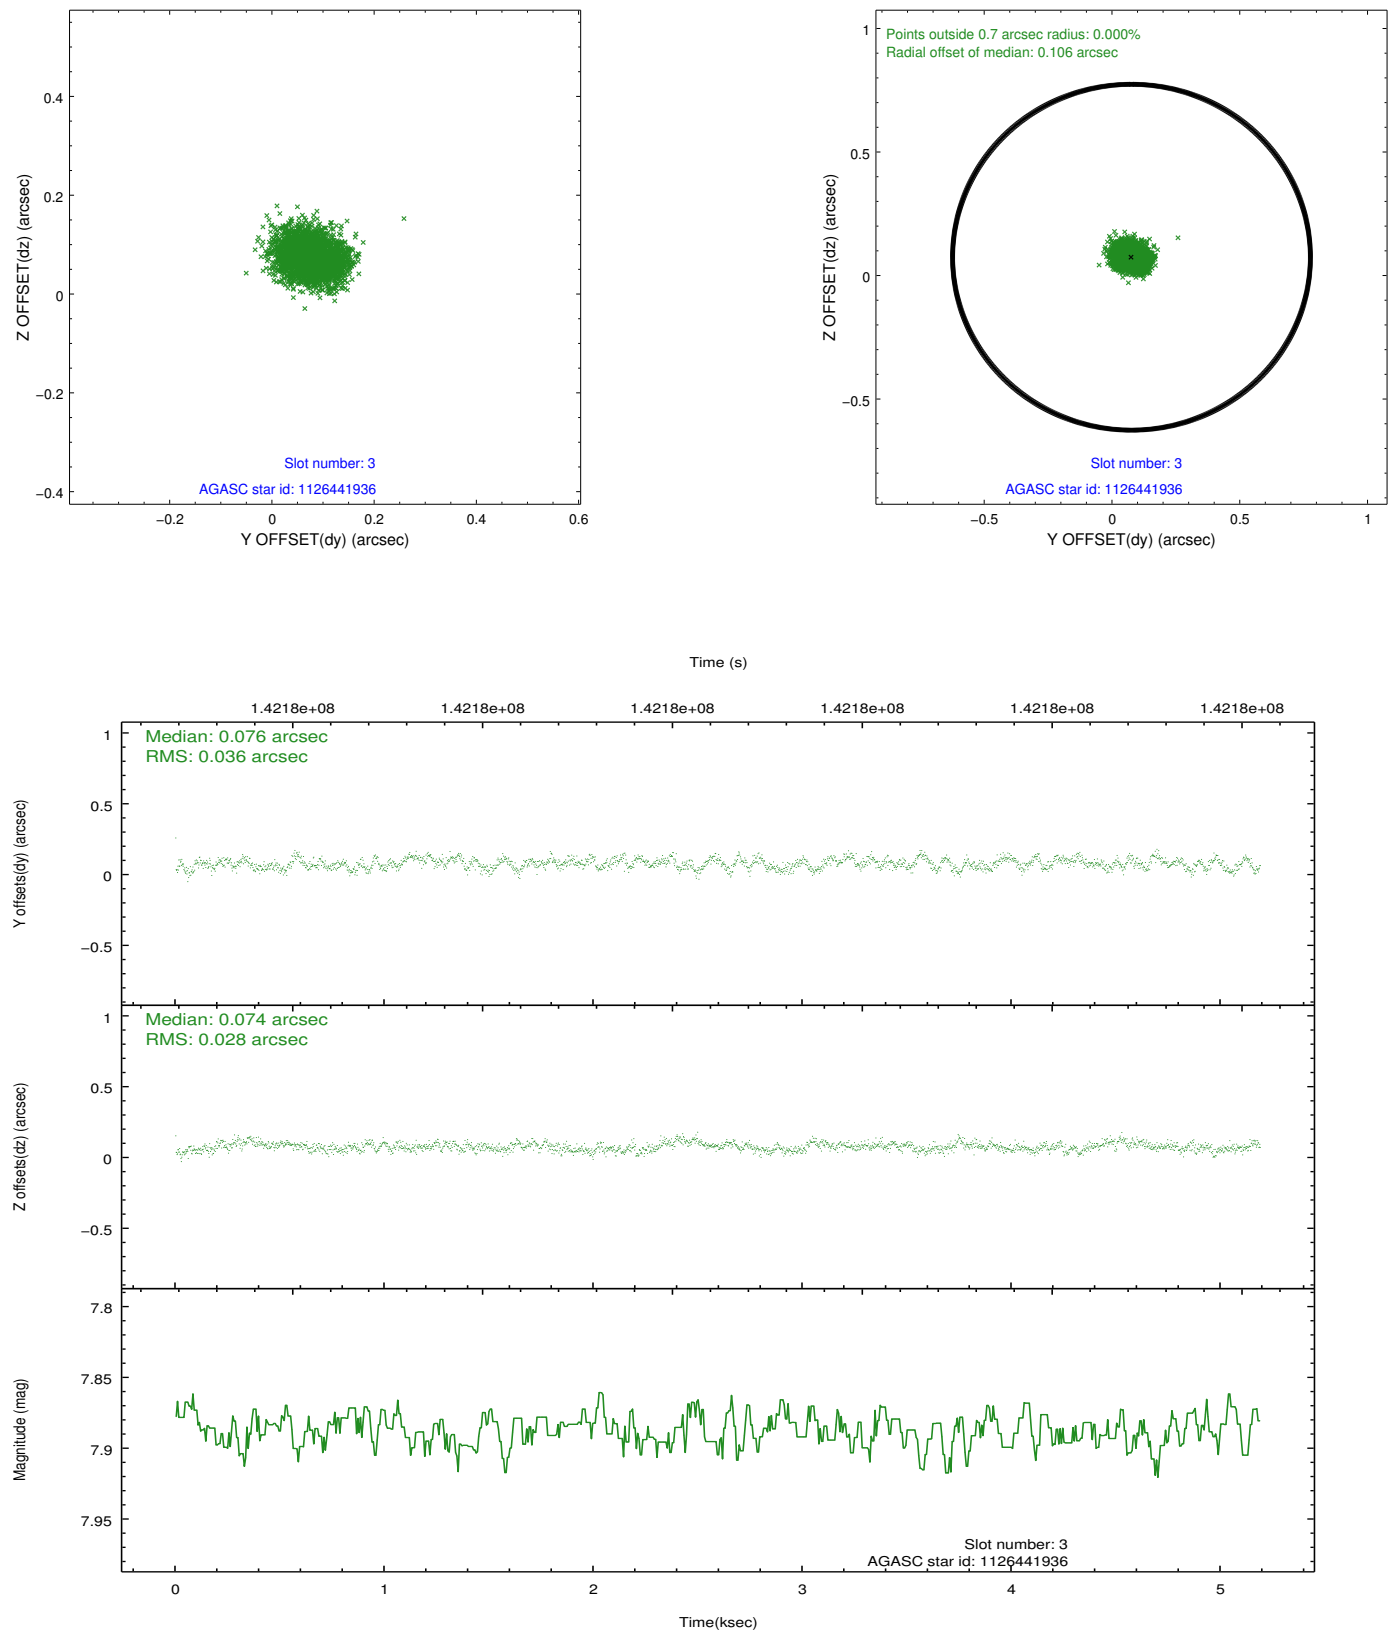 0.4
0.2
0
−0.2
−0.4
Z OFFSET(dz) (arcsec)
Slot number: 3
AGASC star id: 1126441936
−0.2 0 0.2 0.4 0.6
Y OFFSET(dy) (arcsec)
Points outside 0.7 arcsec radius: 0.000%
Radial offset of median: 0.106 arcsec
1
0.5
0
−0.5
Z OFFSET(dz) (arcsec)
Slot number: 3
AGASC star id: 1126441936
−0.5 0 0.5 1
Y OFFSET(dy) (arcsec)
Time (s)
1.4218e+08 1.4218e+08 1.4218e+08 1.4218e+08 1.4218e+08 1.4218e+08
Median: 0.076 arcsec
RMS: 0.036 arcsec
1
0.5
0
−0.5
Y offsets(dy) (arcsec)
Median: 0.074 arcsec
RMS: 0.028 arcsec
1
0.5
0
−0.5
Z offsets(dz) (arcsec)
7.8
7.85
7.9
7.95
Magnitude (mag)
Slot number: 3
AGASC star id: 1126441936
0 1 2 3 4 5
Time(ksec)